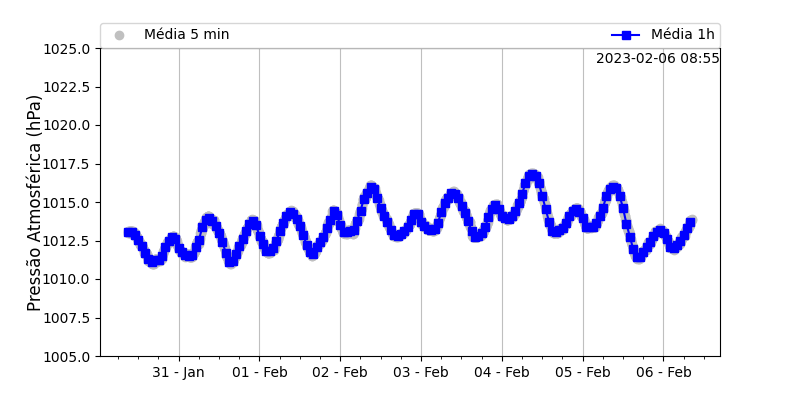 Média 5 min
Média 1h
2023-02-06 08:55
Pressão Atmosférica (hPa)
1025.0
1022.5
1020.0
1017.5
1015.0
1012.5
1010.0
1007.5
1005.0
31 - Jan
01 - Feb
02 - Feb
03 - Feb
04 - Feb
05 - Feb
06 - Feb